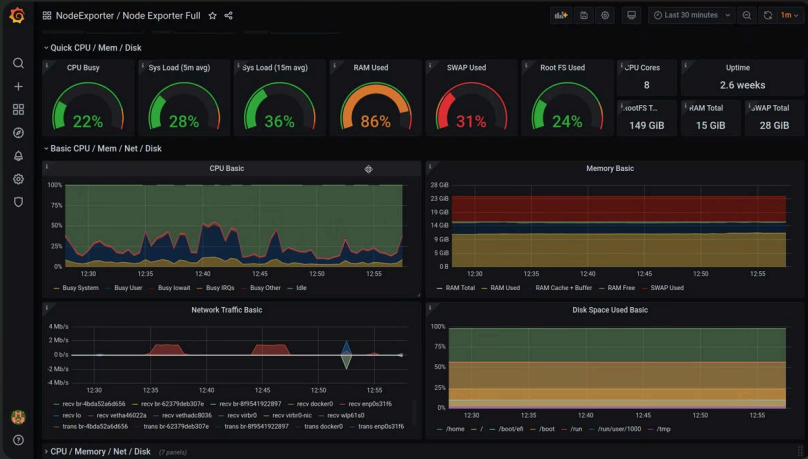 NodeExporter / Node Exporter Full
Last 30 minutes
1m
Quick CPU / Mem / Disk
CPU Busy
Sys Load (5m avg)
Sys Load (15m avg)
RAM Used
SWAP Used
Root FS Used
CPU Cores
Uptime
22%
28%
36%
86%
31%
24%
8
2.6 weeks
RootFS T...
RAM Total
SWAP Total
149 GiB
15 GiB
28 GiB
Basic CPU / Mem / Net / Disk
CPU Basic
100%
75%
50%
25%
0%
12:30 12:35 12:40 12:45 12:50 12:55
Busy System Busy User Busy Iowait Busy IRQs Busy Other Idle
Memory Basic
28 GiB
23 GiB
19 GiB
14 GiB
9 GiB
5 GiB
0 B
12:30 12:35 12:40 12:45 12:50 12:55
RAM Total RAM Used RAM Cache + Buffer RAM Free SWAP Used
Network Traffic Basic
4 Mb/s
2 Mb/s
0 b/s
-2 Mb/s
-4 Mb/s
12:30 12:35 12:40 12:45 12:50 12:55
recv br-4bda52a6d656 recv br-62379deb307e recv br-8f9541922897 recv docker0 recv enp0s31f6
recv lo recv vetha46022a recv vethadc8036 recv virbr0 recv virbr0-nic recv wlp61s0
trans br-4bda52a6d656 trans br-62379deb307e trans br-8f9541922897 trans docker0 trans enp0s31f6
Disk Space Used Basic
100%
75%
50%
25%
0%
12:30 12:35 12:40 12:45 12:50 12:55
/home / /boot/efi /boot /run /run/user/1000 /tmp
CPU / Memory / Net / Disk (7 panels)